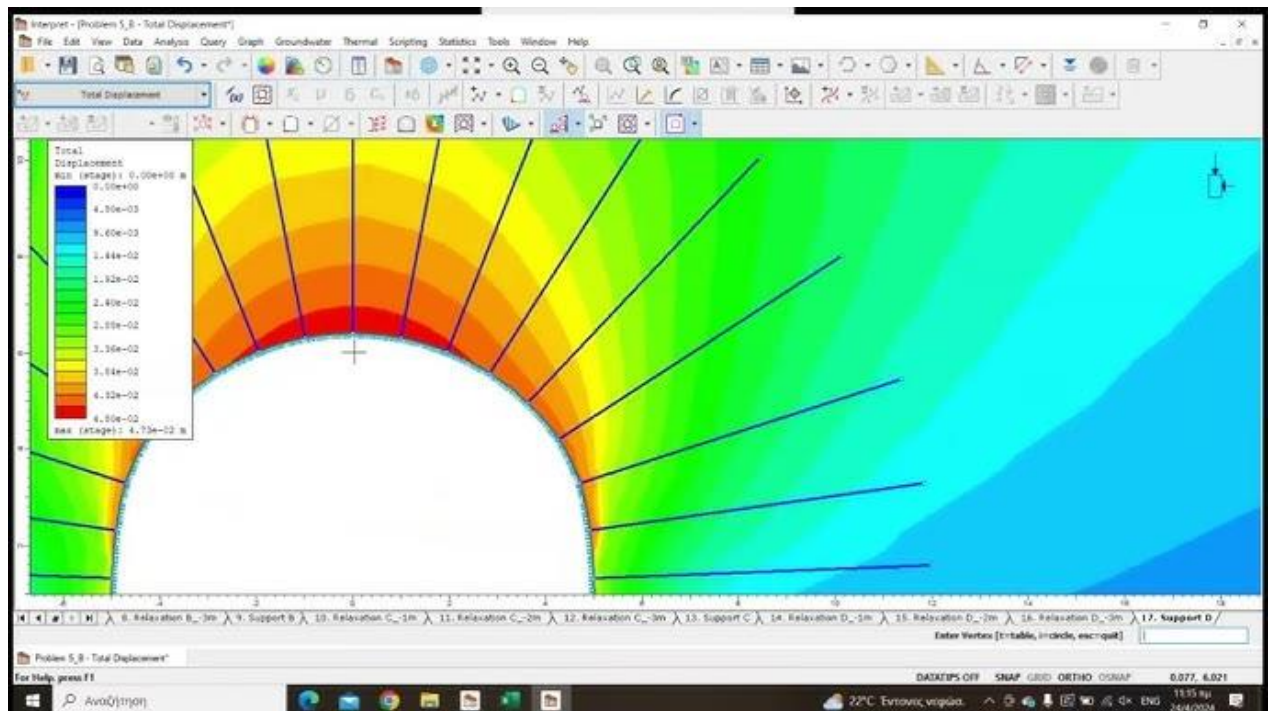 Interpret - [Problem 5_B - Total Displacement*]
File Edit View Data Analysis Query Graph Groundwater Thermal Scripting Statistics Tools Window Help
Total Displacement
Total
Displacement
min (stage): 0.00e+00 m
0.00e+00
4.80e-03
9.60e-03
1.44e-02
1.92e-02
2.40e-02
2.88e-02
3.36e-02
3.84e-02
4.32e-02
4.80e-02
max (stage): 4.73e-02 m
8. Relaxation B_-3m 9. Support B 10. Relaxation C_-1m 11. Relaxation C_-2m 12. Relaxation C_-3m 13. Support C 14. Relaxation D_-1m 15. Relaxation D_-2m 16. Relaxation D_-3m 17. Support D
Enter Vertex [t=table, i=circle, esc=quit]
Problem 5_B - Total Displacement*
For Help, press F1
DATATIPS OFF SNAP GRID ORTHO OSNAP 0.077, 6.021
Αναζήτηση
22°C Έντονες νεφώσ.
ENG
11:15 πμ
24/4/2024